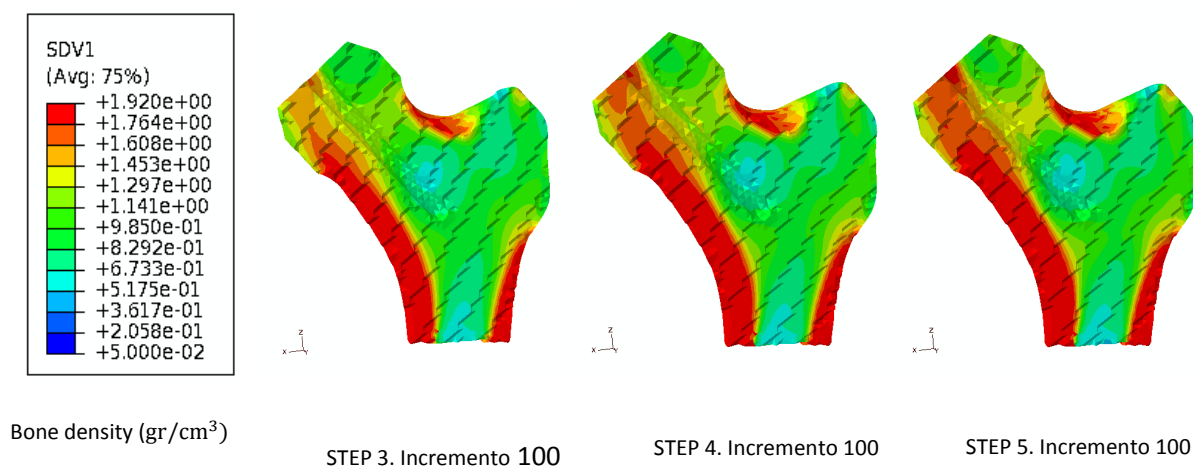 SDV1
(Avg: 75%)
+1.920e+00
+1.764e+00
+1.608e+00
+1.453e+00
+1.297e+00
+1.141e+00
+9.850e-01
+8.292e-01
+6.733e-01
+5.175e-01
+3.617e-01
+2.058e-01
+5.000e-02
Z
X Y
Z
X Y
Z
X Y
Bone density (gr/cm³)
STEP 3. Incremento 100
STEP 4. Incremento 100
STEP 5. Incremento 100